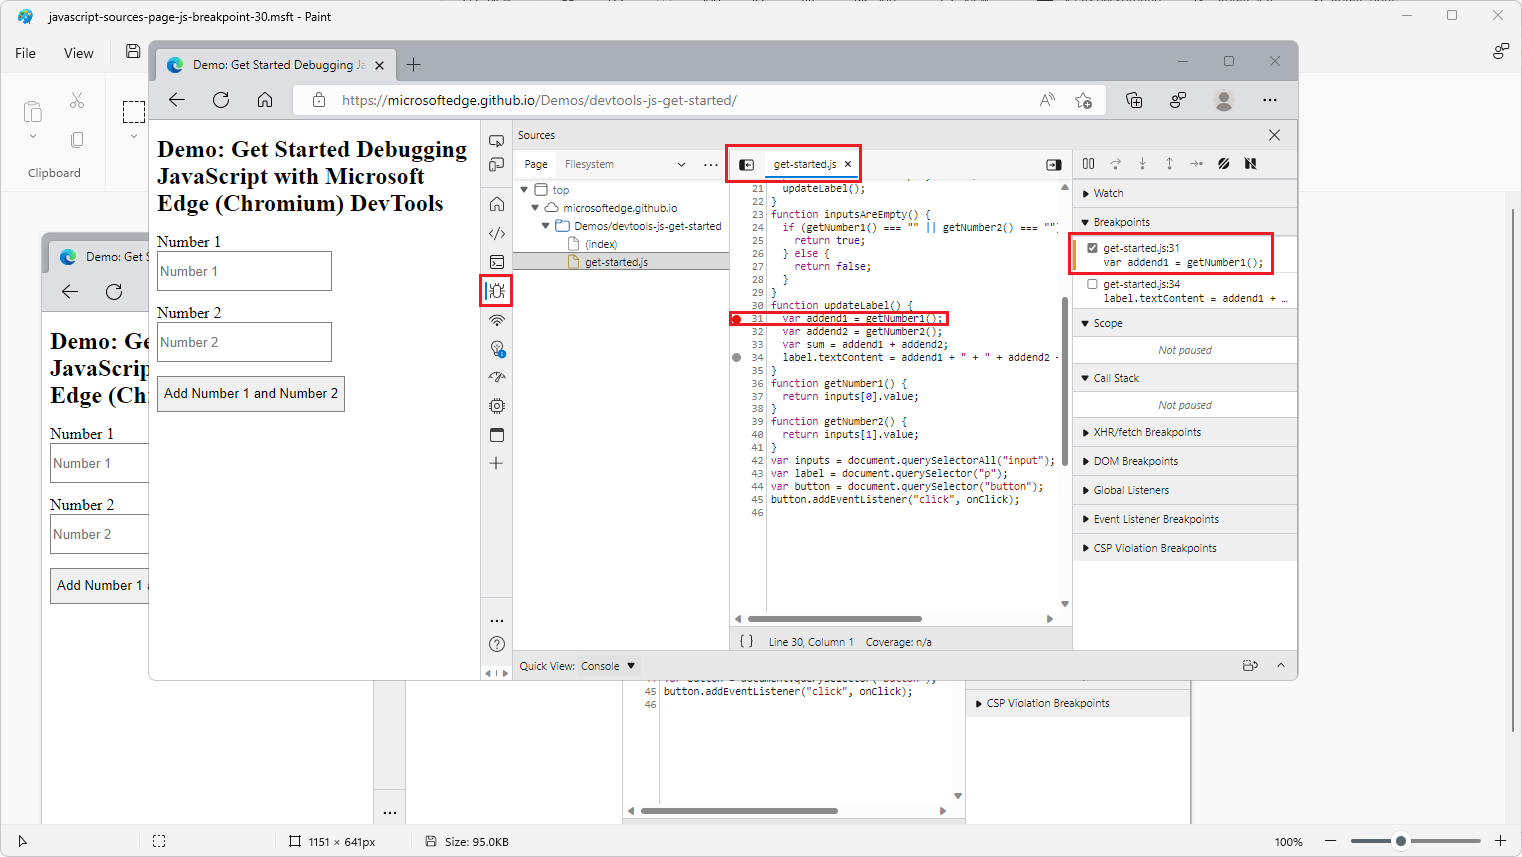 javascript-sources-page-js-breakpoint-30.msft - Paint
File
View
Clipboard
Demo: Get Started Debugging Ja
https://microsoftedge.github.io/Demos/devtools-js-get-started/
Demo: Get Started Debugging
JavaScript with Microsoft
Edge (Chromium) DevTools
Number 1
Number 1
Number 2
Number 2
Add Number 1 and Number 2
Sources
Page
Filesystem
top
microsoftedge.github.io
Demos/devtools-js-get-started
(index)
get-started.js
get-started.js
21 updateLabel();
22 }
23 function inputsAreEmpty() {
24 if (getNumber1() === "" || getNumber2() === "")
25 return true;
26 } else {
27 return false;
28 }
29 }
30 function updateLabel() {
31 var addend1 = getNumber1();
32 var addend2 = getNumber2();
33 var sum = addend1 + addend2;
34 label.textContent = addend1 + " + " + addend2 +
35 }
36 function getNumber1() {
37 return inputs[0].value;
38 }
39 function getNumber2() {
40 return inputs[1].value;
41 }
42 var inputs = document.querySelectorAll("input");
43 var label = document.querySelector("p");
44 var button = document.querySelector("button");
45 button.addEventListener("click", onClick);
46
{ } Line 30, Column 1 Coverage: n/a
Watch
Breakpoints
get-started.js:31
var addend1 = getNumber1();
get-started.js:34
label.textContent = addend1 + …
Scope
Not paused
Call Stack
Not paused
XHR/fetch Breakpoints
DOM Breakpoints
Global Listeners
Event Listener Breakpoints
CSP Violation Breakpoints
Quick View: Console
Demo: Get S
Demo: Ge
JavaScrip
Edge (Ch
Number 1
Number 1
Number 2
Number 2
Add Number 1 a
45 button.addEventListener("click", onClick);
46
CSP Violation Breakpoints
1151 × 641px
Size: 95.0KB
100%